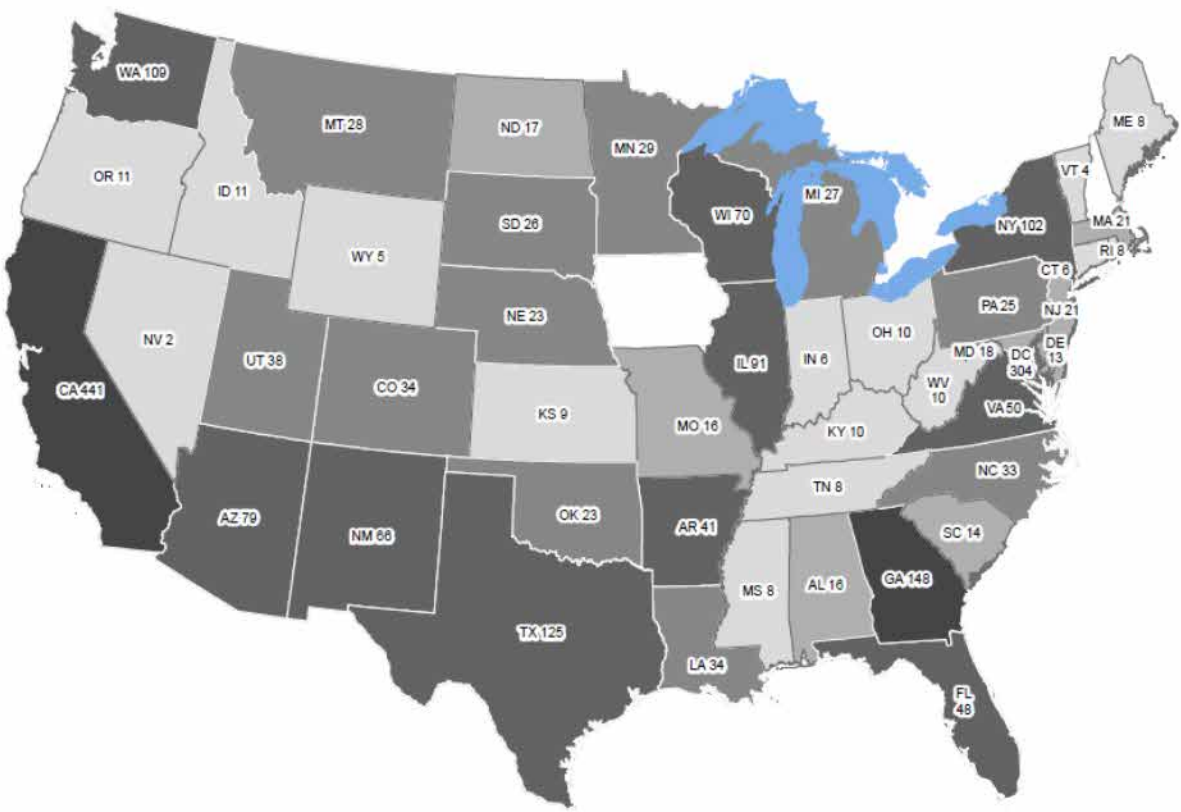 WA 109
MT 28
ND 17
MN 29
ME 8
VT 4
OR 11
ID 11
WI 70
MI 27
NY 102
MA 21
SD 26
WY 5
RI 8
CT 6
NE 23
PA 25
NJ 21
NV 2
OH 10
UT 38
IL 91
IN 6
MD 18
DC
304
DE
13
CO 34
CA 441
WV
10
VA 50
KS 9
MO 16
KY 10
NC 33
TN 8
AZ 79
NM 66
OK 23
AR 41
SC 14
GA 148
MS 8
AL 16
TX 125
LA 34
FL
48